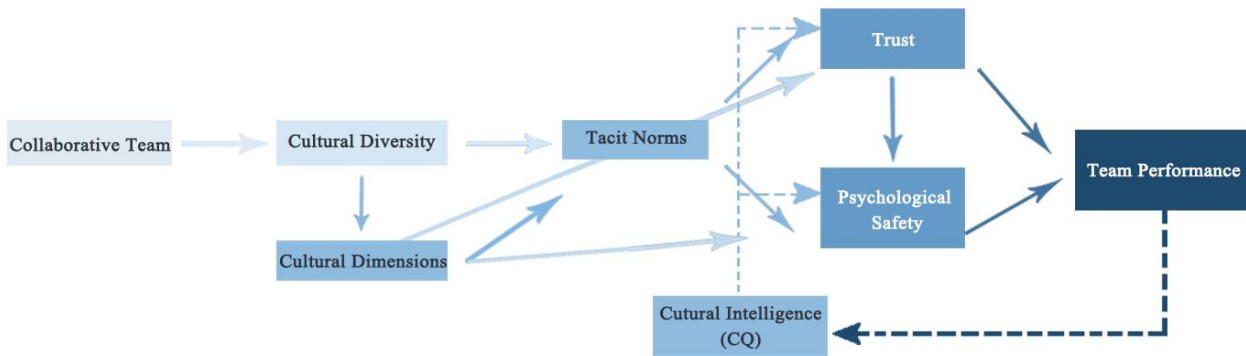 Collaborative Team
Cultural Diversity
Cultural Dimensions
Tacit Norms
Trust
Psychological
Safety
Cutural Intelligence
(CQ)
Team Performance